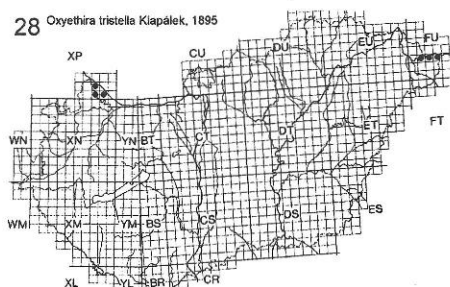 28 Oxyethira tristella Klapálek, 1895
XP CU DU EU FU
WN XN YN BT CT DT ET FT
WM XM YM BS CS DS ES
XL YL BR CR